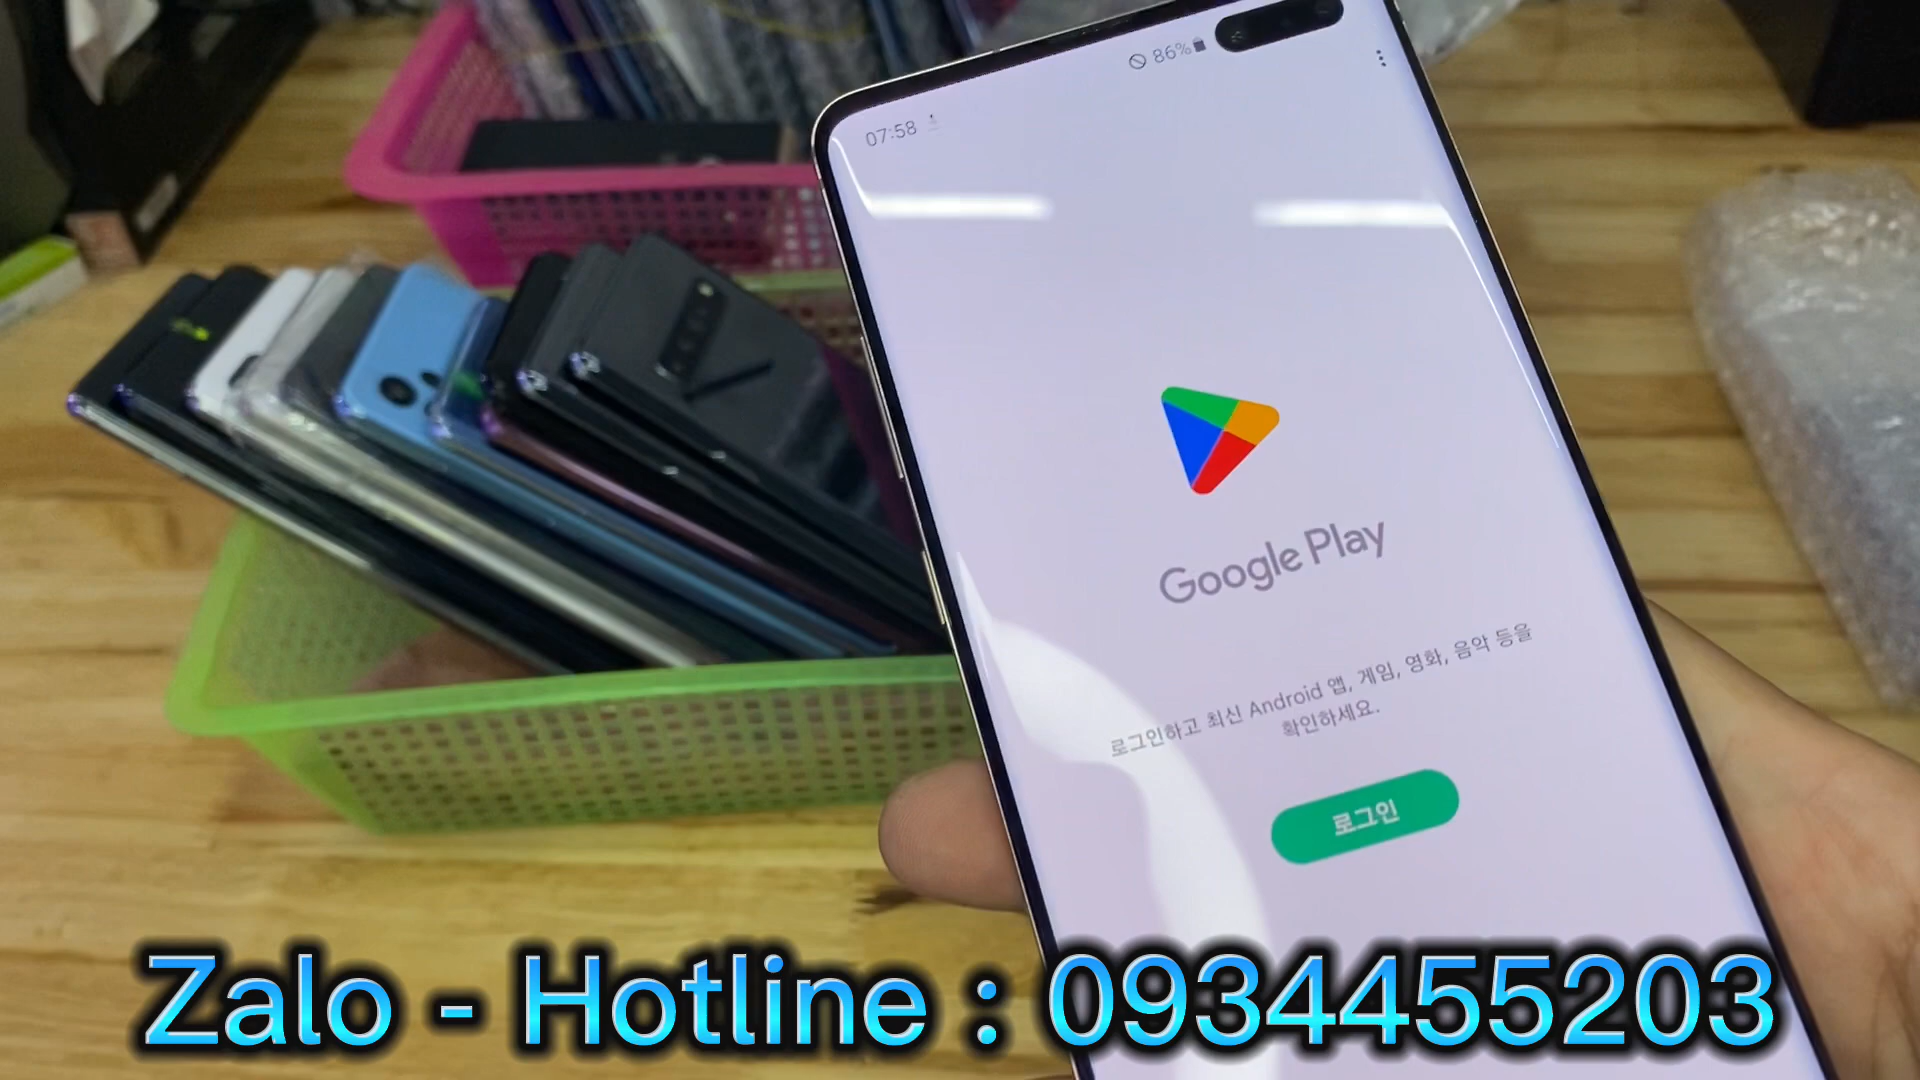 07:58
86%
Google Play
로그인하고 최신 Android 앱, 게임, 영화, 음악 등을
확인하세요.
로그인
Zalo - Hotline : 0934455203